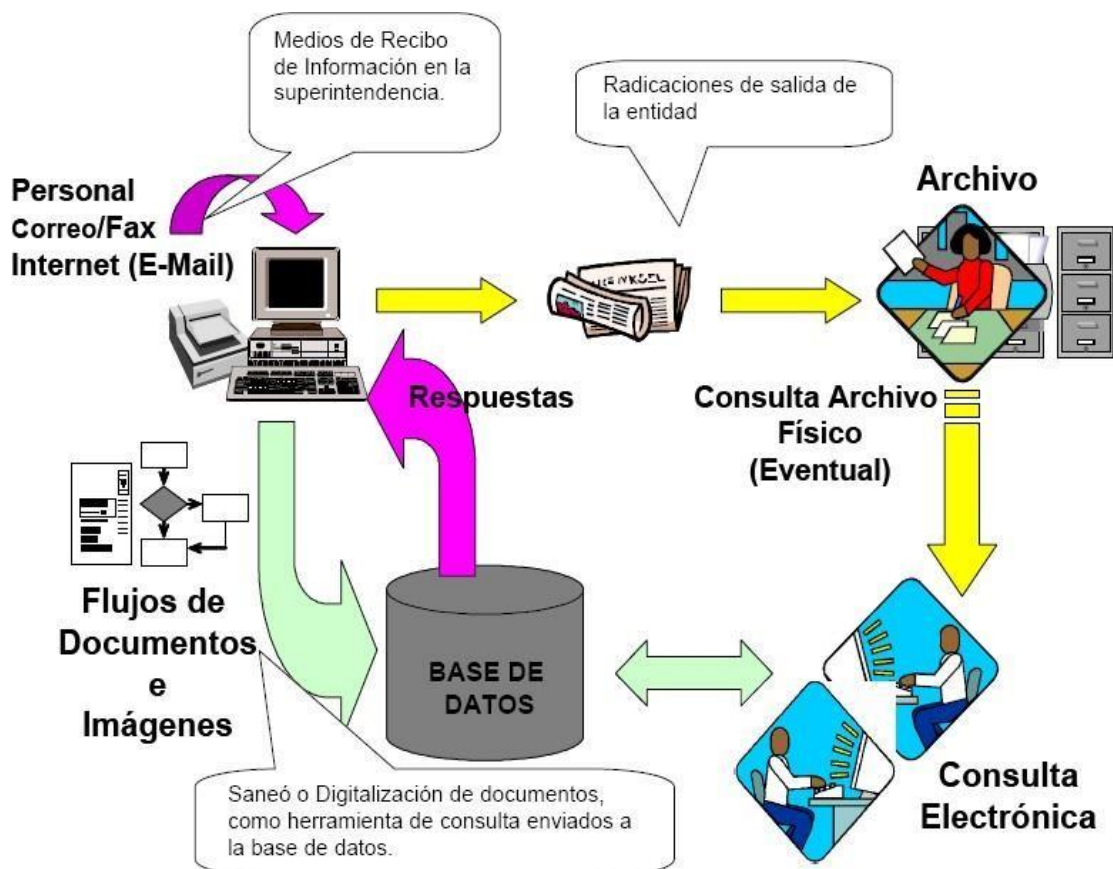 Medios de Recibo
de Información en la
superintendencia.
Radicaciones de salida de
la entidad
Personal
Correo/Fax
Internet (E-Mail)
Archivo
Respuestas
Consulta Archivo
Físico
(Eventual)
Flujos de
Documentos
e
Imágenes
BASE DE
DATOS
Saneó o Digitalización de documentos,
como herramienta de consulta enviados a
la base de datos.
Consulta
Electrónica